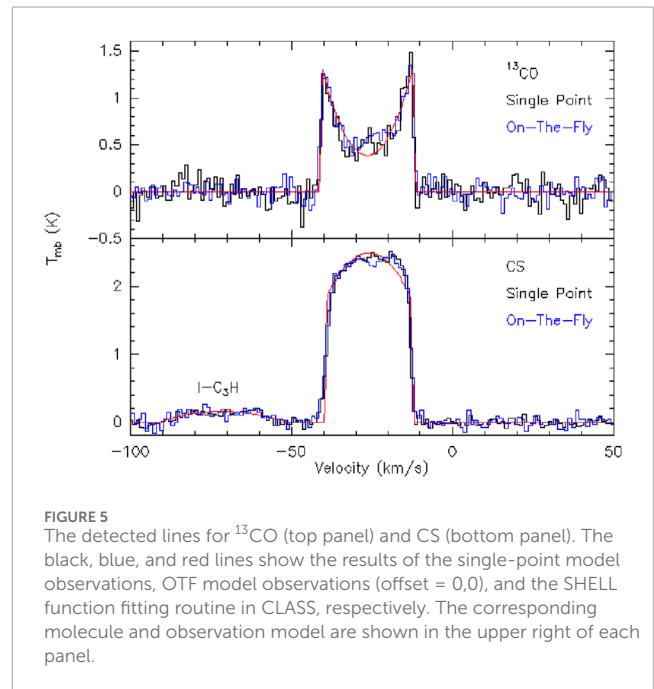 1.5
1
0.5
0
−0.5
2
1
0
T_mb (K)
¹³CO
Single Point
On−The−Fly
CS
Single Point
On−The−Fly
l−C₃H
−100
−50
0
50
Velocity (km/s)
FIGURE 5
The detected lines for ¹³CO (top panel) and CS (bottom panel). The
black, blue, and red lines show the results of the single-point model
observations, OTF model observations (offset = 0,0), and the SHELL
function fitting routine in CLASS, respectively. The corresponding
molecule and observation model are shown in the upper right of each
panel.